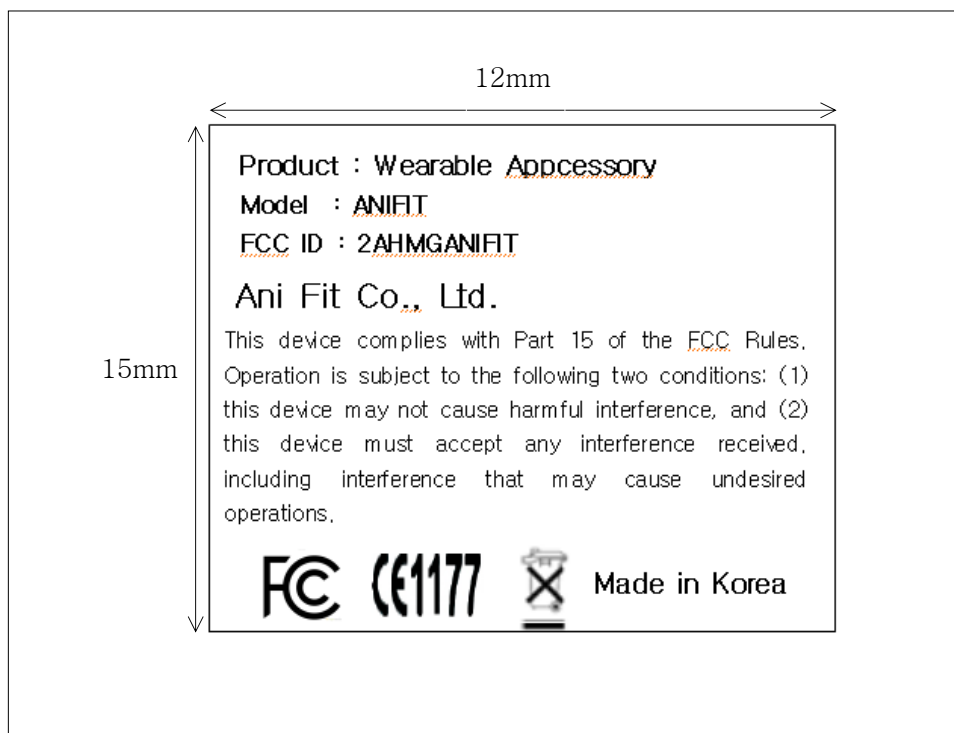 12mm
Product : Wearable Appcessory
Model : ANIFIT
FCC ID : 2AHMGANIFIT
Ani Fit Co., Ltd.
15mm
This device complies with Part 15 of the FCC Rules.
Operation is subject to the following two conditions: (1)
this device may not cause harmful interference, and (2)
this device must accept any interference received,
including interference that may cause undesired
operations.
FC CE1177 Made in Korea